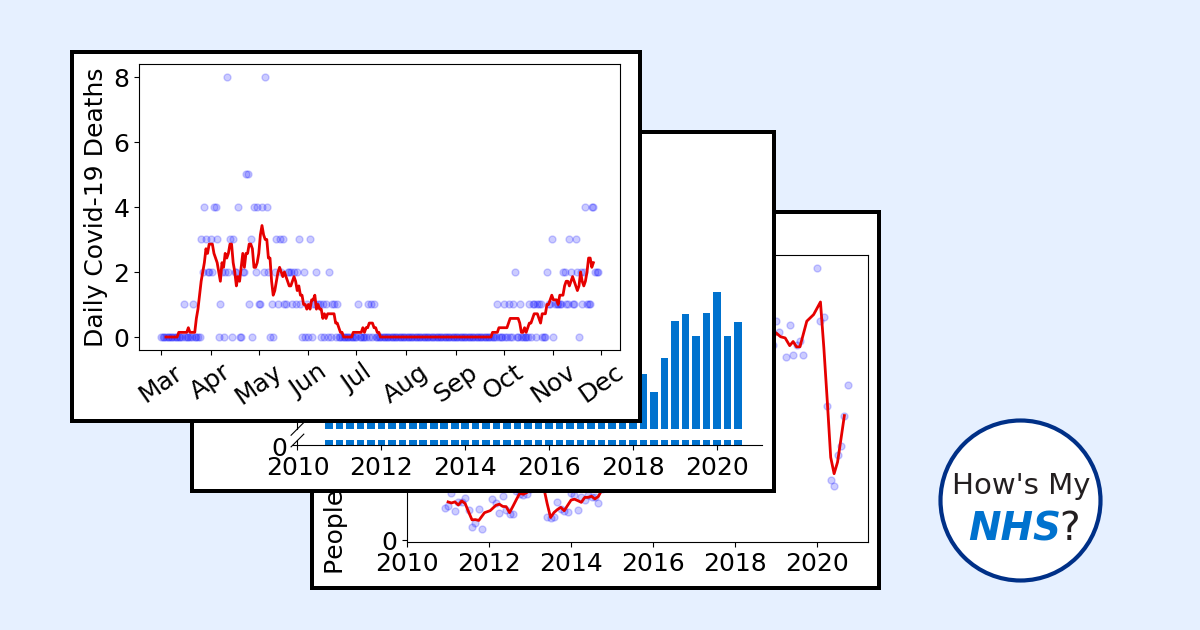 Daily Covid-19 Deaths
8
6
4
2
0
Mar Apr May Jun Jul Aug Sep Oct Nov Dec
0
2010 2012 2014 2016 2018 2020
People
0
2010 2012 2014 2016 2018 2020
How's My
NHS?